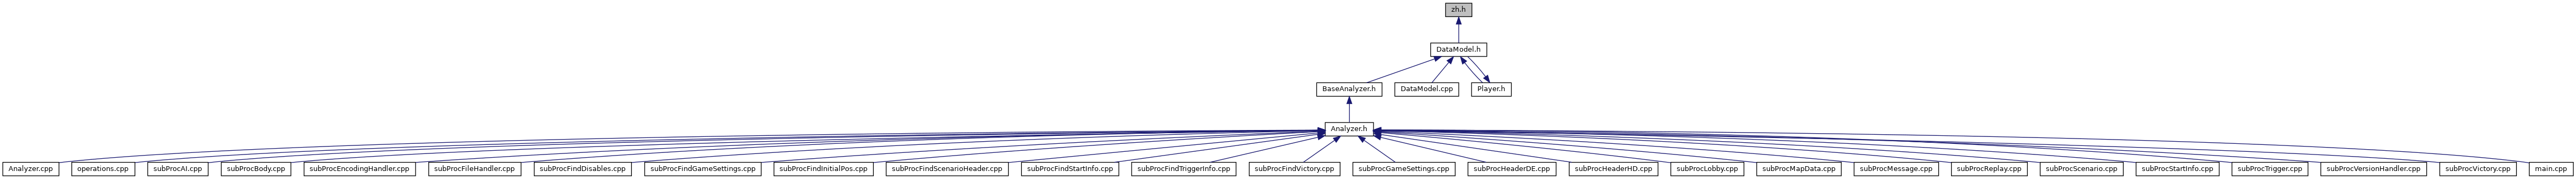 zh.h
DataModel.h
BaseAnalyzer.h
DataModel.cpp
Player.h
Analyzer.h
Analyzer.cpp
operations.cpp
subProcAI.cpp
subProcBody.cpp
subProcEncodingHandler.cpp
subProcFileHandler.cpp
subProcFindDisables.cpp
subProcFindGameSettings.cpp
subProcFindInitialPos.cpp
subProcFindScenarioHeader.cpp
subProcFindStartInfo.cpp
subProcFindTriggerInfo.cpp
subProcFindVictory.cpp
subProcGameSettings.cpp
subProcHeaderDE.cpp
subProcHeaderHD.cpp
subProcLobby.cpp
subProcMapData.cpp
subProcMessage.cpp
subProcReplay.cpp
subProcScenario.cpp
subProcStartInfo.cpp
subProcTrigger.cpp
subProcVersionHandler.cpp
subProcVictory.cpp
main.cpp